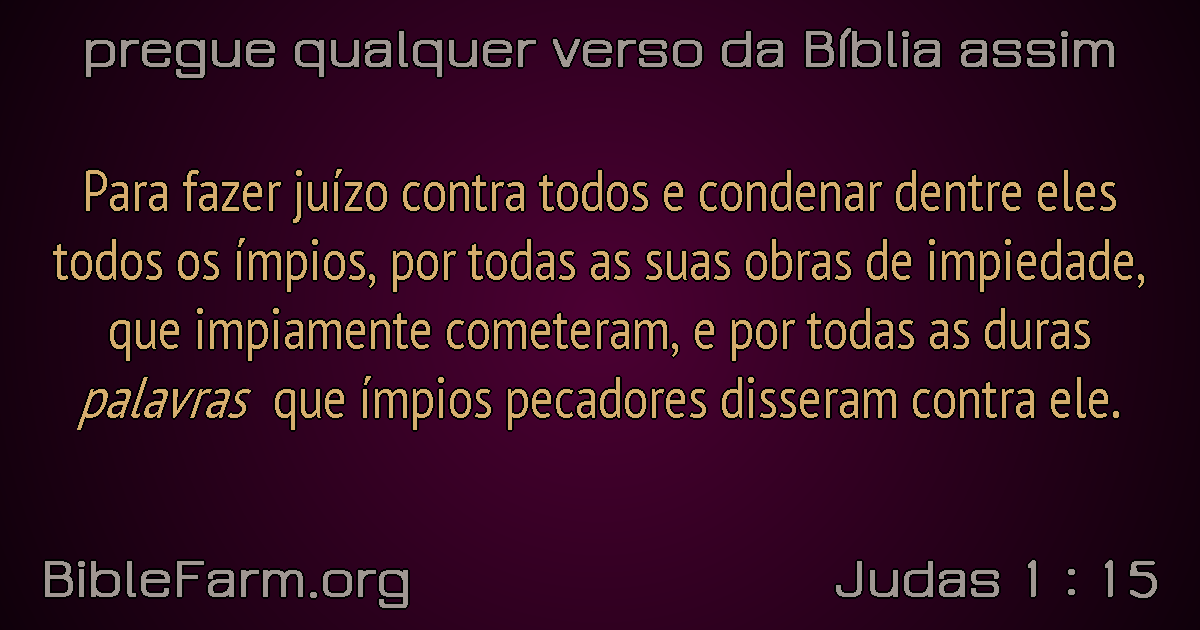 pregue qualquer verso da Bíblia assim
Para fazer juízo contra todos e condenar dentre eles
todos os ímpios, por todas as suas obras de impiedade,
que impiamente cometeram, e por todas as duras
palavras que ímpios pecadores disseram contra ele.
BibleFarm.org
Judas 1 : 15